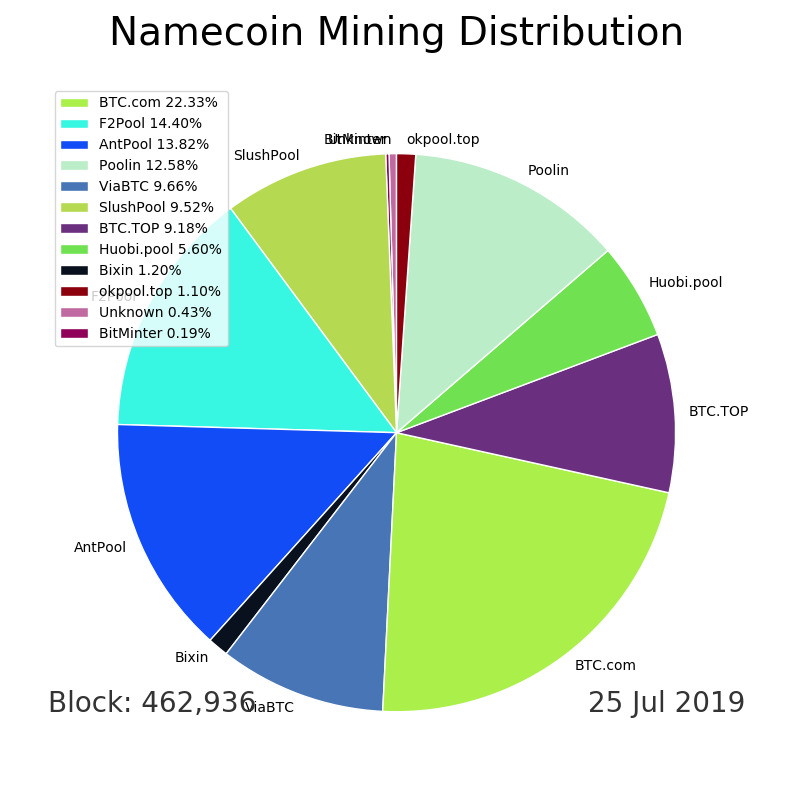 Namecoin Mining Distribution
BTC.com 22.33%
F2Pool 14.40%
AntPool 13.82%
Poolin 12.58%
ViaBTC 9.66%
SlushPool 9.52%
BTC.TOP 9.18%
Huobi.pool 5.60%
Bixin 1.20%
okpool.top 1.10%
Unknown 0.43%
BitMinter 0.19%
BitMinter
Unknown
okpool.top
SlushPool
Poolin
Huobi.pool
F2Pool
BTC.TOP
AntPool
Bixin
BTC.com
ViaBTC
Block: 462,936
25 Jul 2019